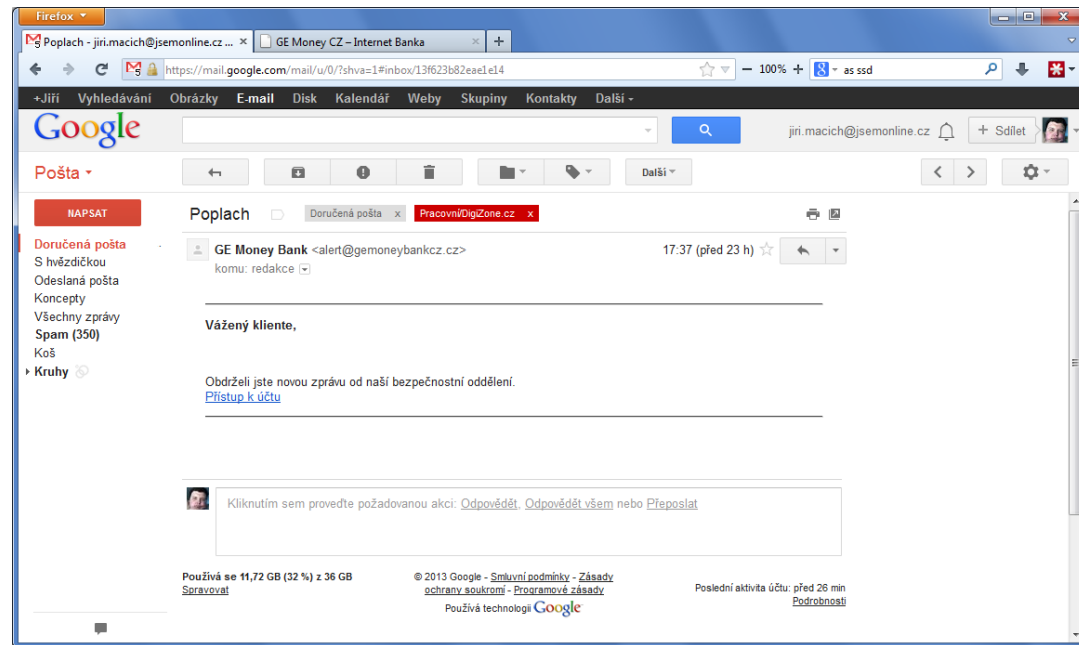 Firefox
Poplach - jiri.macich@jsemonline.cz ... × GE Money CZ – Internet Banka × +
https://mail.google.com/mail/u/0/?shva=1#inbox/13f623b82eae1e14 − 100% + as ssd
+Jiří Vyhledávání Obrázky E-mail Disk Kalendář Weby Skupiny Kontakty Další
Google jiri.macich@jsemonline.cz + Sdílet
Pošta Další
NAPSAT
Poplach Doručená pošta x Pracovní/DigiZone.cz x
Doručená pošta
S hvězdičkou
Odeslaná pošta
Koncepty
Všechny zprávy
Spam (350)
Koš
Kruhy
GE Money Bank <alert@gemoneybankcz.cz> 17:37 (před 23 h)
komu: redakce
Vážený kliente,
Obdrželi jste novou zprávu od naší bezpečnostní oddělení.
Přístup k účtu
Kliknutím sem proveďte požadovanou akci: Odpovědět, Odpovědět všem nebo Přeposlat
Používá se 11,72 GB (32 %) z 36 GB
Spravovat
© 2013 Google - Smluvní podmínky - Zásady
ochrany soukromí - Programové zásady
Používá technologii Google
Poslední aktivita účtu: před 26 min
Podrobnosti